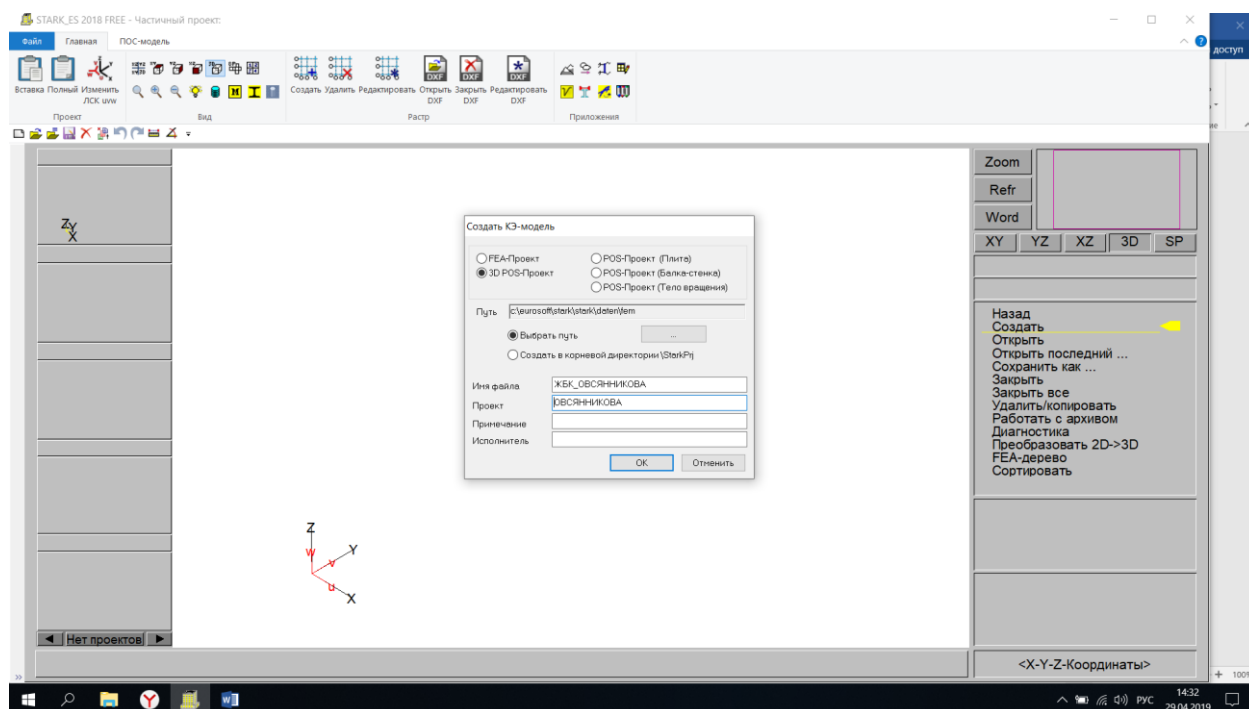 STARK_ES 2018 FREE - Частичный проект:
Файл Главная ПОС-модель
доступ
Вставка Полный Изменить ЛСК uvw
Создать Удалить Редактировать Открыть DXF Закрыть DXF Редактировать DXF
Проект Вид Растр Приложения
Zoom
Refr
Word
XY YZ XZ 3D SP
Z
Y
X
Создать КЭ-модель
FEA-Проект
POS-Проект (Плита)
3D POS-Проект
POS-Проект (Балка-стенка)
POS-Проект (Тело вращения)
Путь c:\eurosoft\stark\stark\daten\fem
Выбрать путь ...
Создать в корневой директории \StarkPrj
Имя файла ЖБК_ОВСЯННИКОВА
Проект ОВСЯННИКОВА
Примечание
Исполнитель
OK Отменить
Назад
Создать
Открыть
Открыть последний ...
Сохранить как ...
Закрыть
Закрыть все
Удалить/копировать
Работать с архивом
Диагностика
Преобразовать 2D->3D
FEA-дерево
Сортировать
Z
w Y
v
u
X
Нет проектов
<X-Y-Z-Координаты>
РУС 14:32
29.04.2019